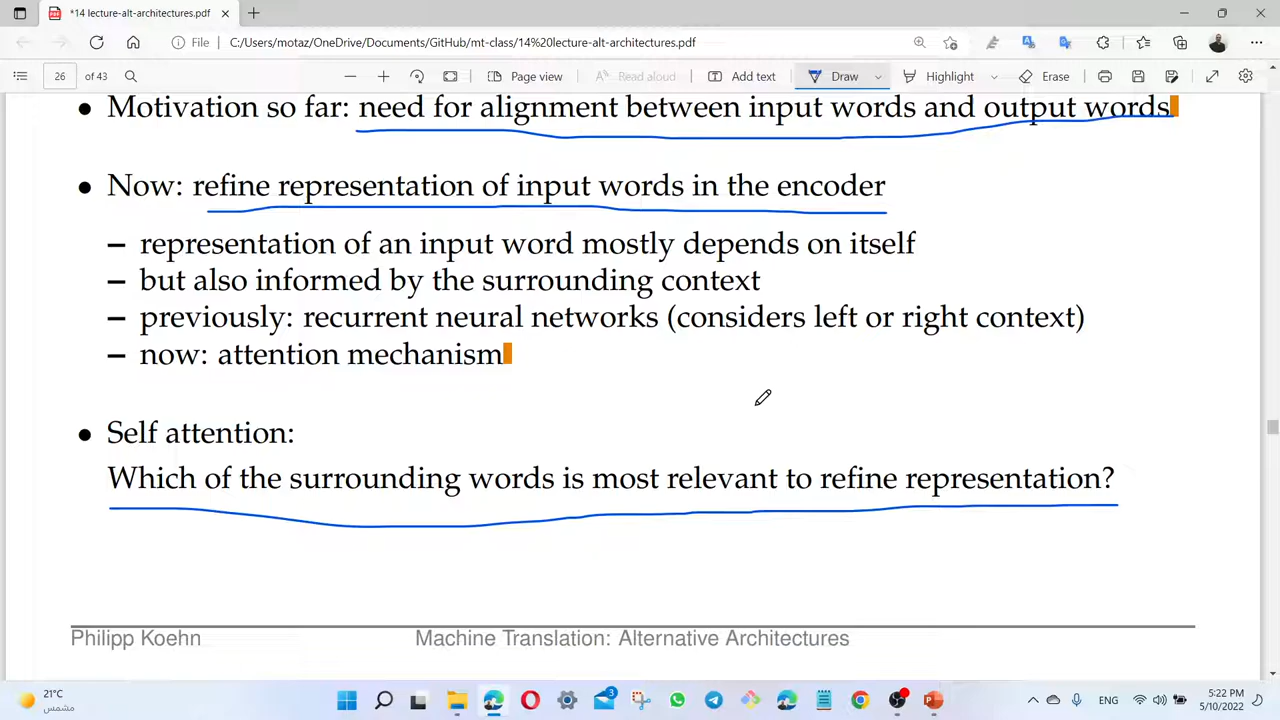 *14 lecture-alt-architectures.pdf
File C:/Users/motaz/OneDrive/Documents/GitHub/mt-class/14%20lecture-alt-architectures.pdf
26 of 43 Page view Read aloud Add text Draw Highlight Erase
• Motivation so far: need for alignment between input words and output words
• Now: refine representation of input words in the encoder
– representation of an input word mostly depends on itself
– but also informed by the surrounding context
– previously: recurrent neural networks (considers left or right context)
– now: attention mechanism
• Self attention:
Which of the surrounding words is most relevant to refine representation?
Philipp Koehn Machine Translation: Alternative Architectures
21°C
مشمس
3
ENG
5:22 PM
5/10/2022